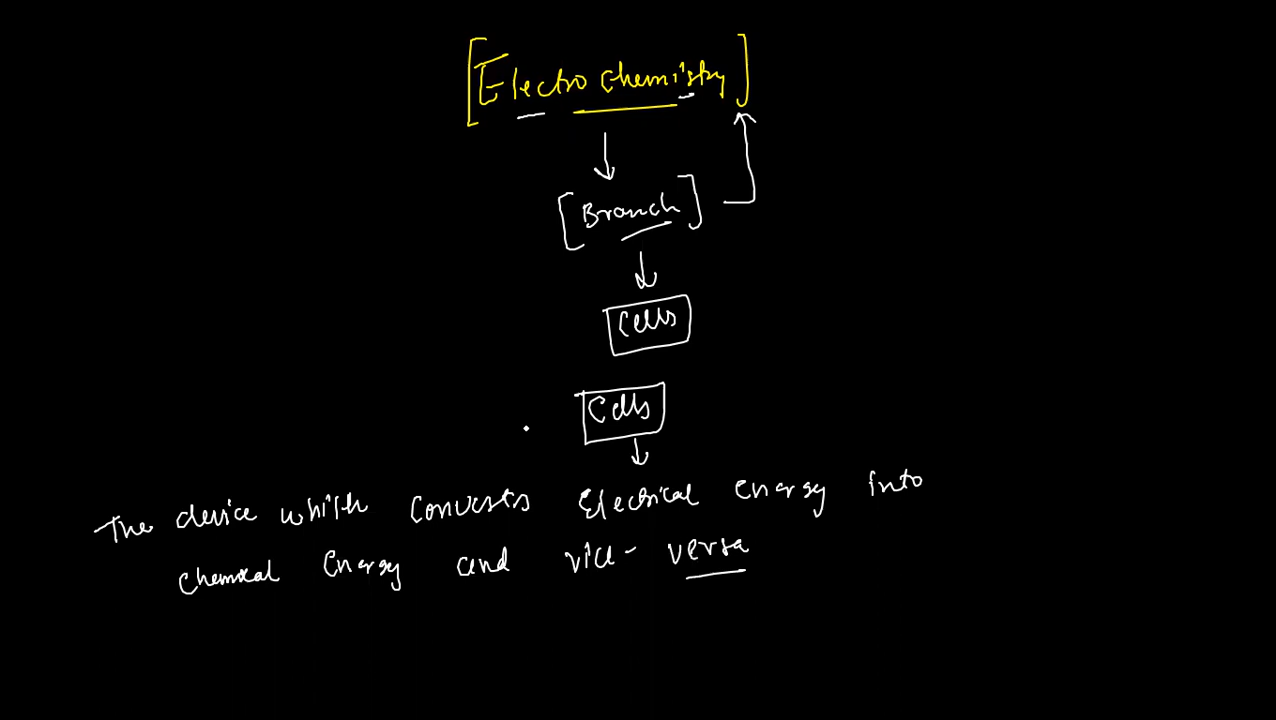 [Electro chemistry]
[Branch]
Cells
Cells
The device which converts Electrical energy into
chemical Energy and vice-versa